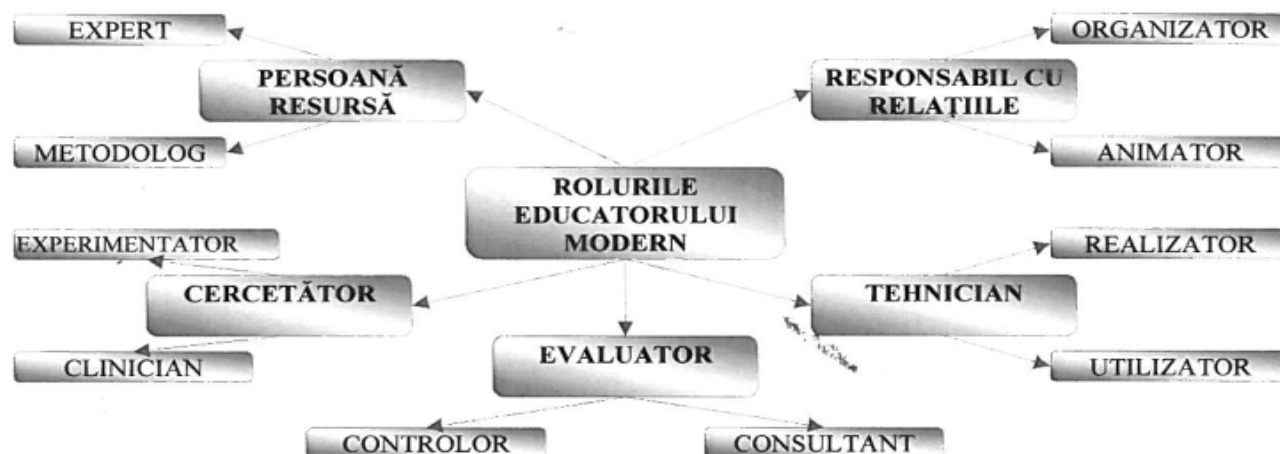 EXPERT
ORGANIZATOR
PERSOANĂ
RESURSĂ
RESPONSABIL CU
RELAȚIILE
METODOLOG
ANIMATOR
ROLURILE
EDUCATORULUI
MODERN
EXPERIMENTATOR
REALIZATOR
CERCETĂTOR
TEHNICIAN
CLINICIAN
EVALUATOR
UTILIZATOR
CONTROLOR
CONSULTANT